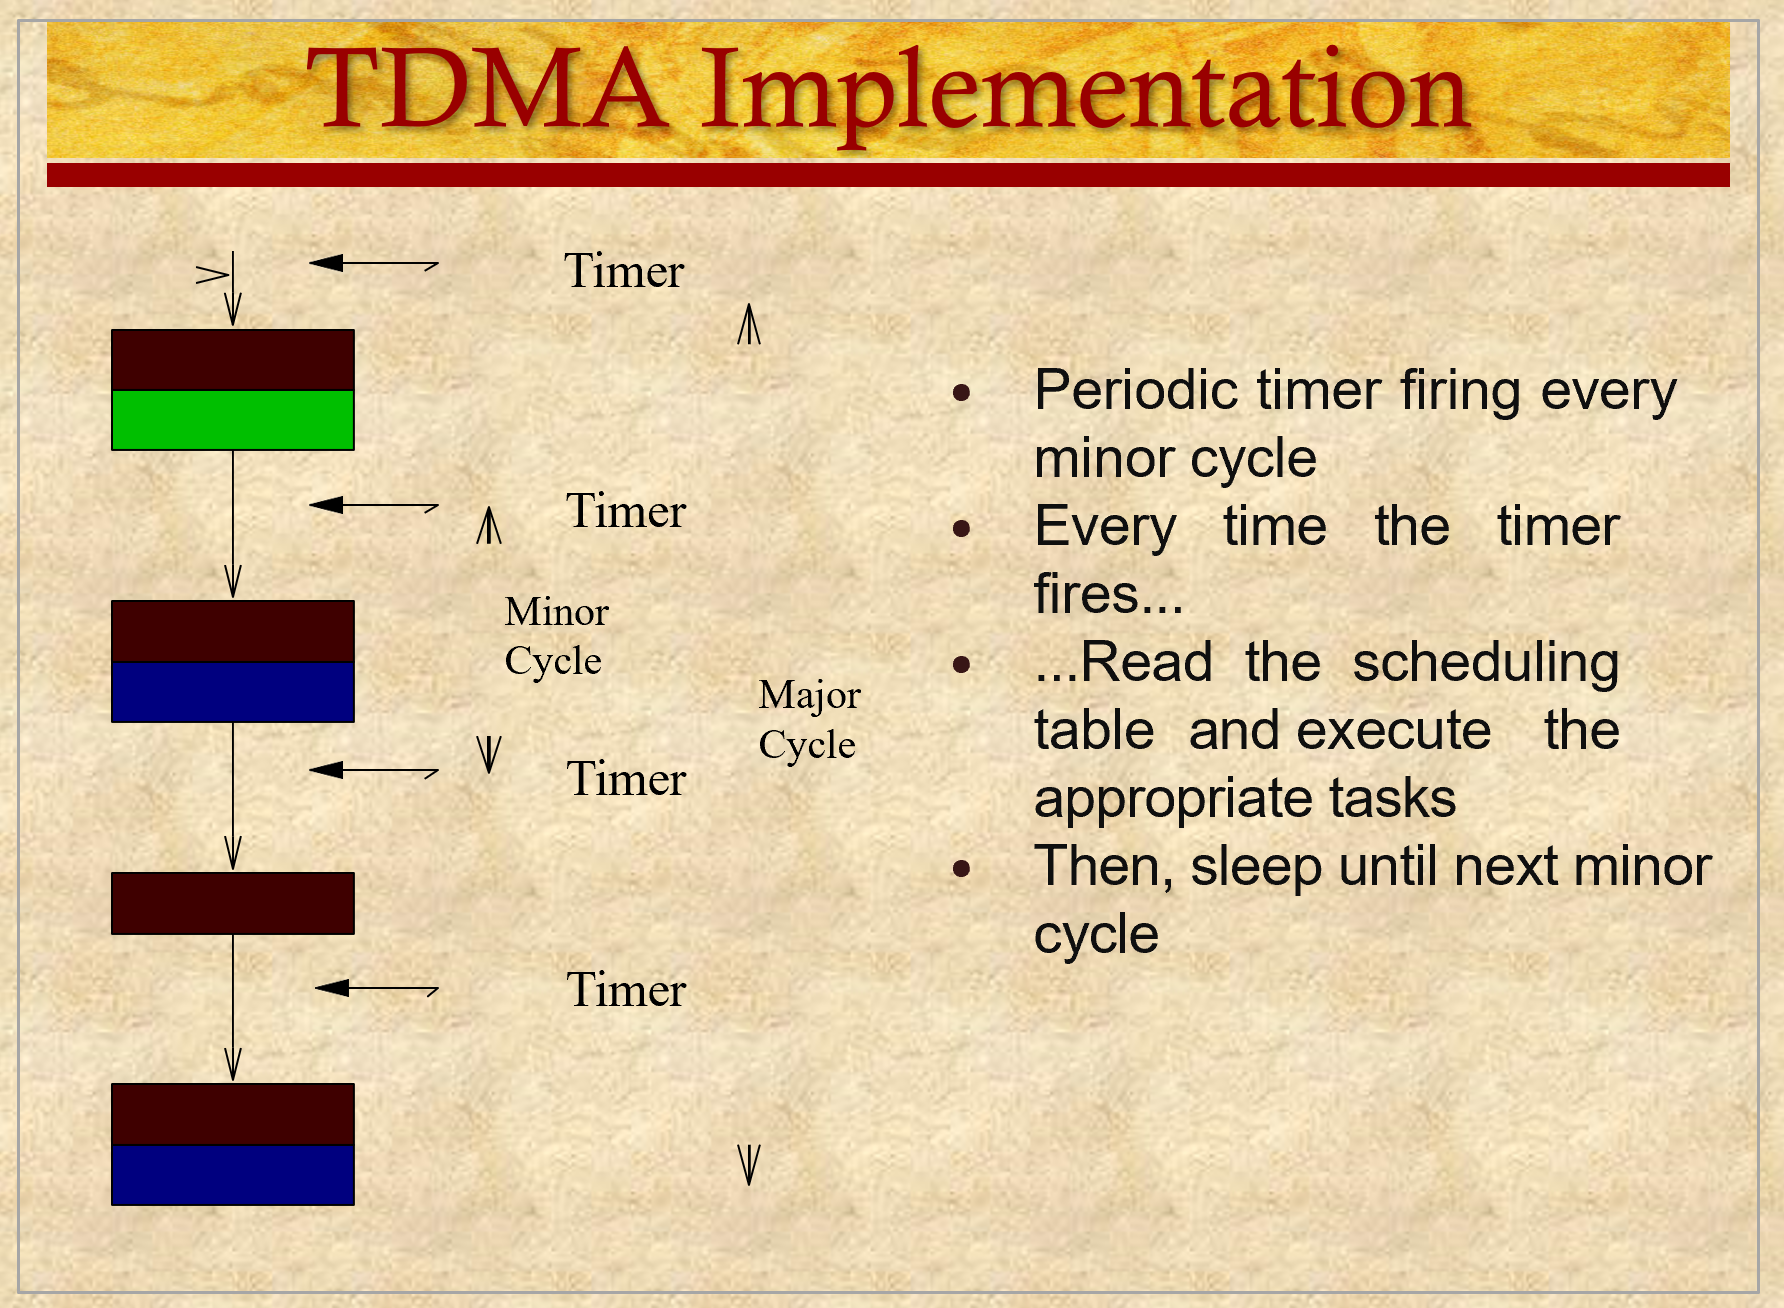 TDMA Implementation
Timer
Timer
Minor
Cycle
Major
Cycle
Timer
Timer
• Periodic timer firing every
minor cycle
• Every time the timer
fires...
• ...Read the scheduling
table and execute the
appropriate tasks
• Then, sleep until next minor
cycle